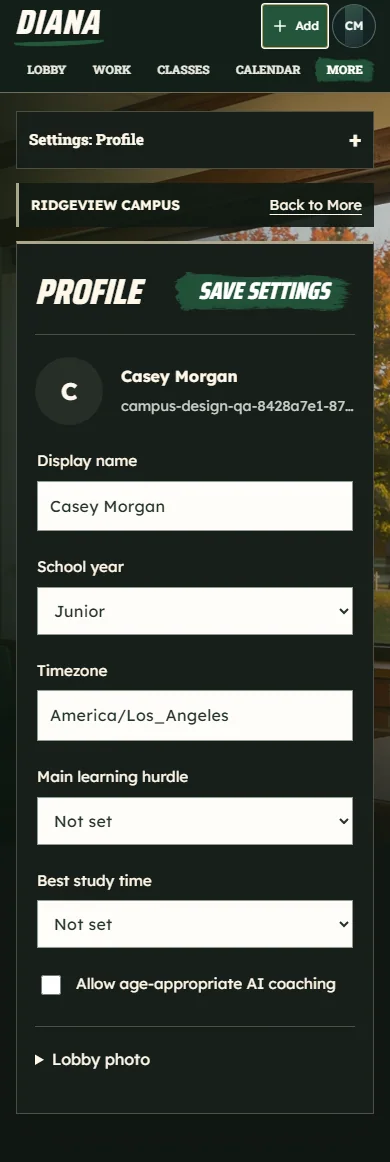 DIANA
+ Add
CM
LOBBY WORK CLASSES CALENDAR MORE
Settings: Profile +
RIDGEVIEW CAMPUS Back to More
PROFILE SAVE SETTINGS
C
Casey Morgan
campus-design-qa-8428a7e1-87…
Display name
Casey Morgan
School year
Junior
Timezone
America/Los_Angeles
Main learning hurdle
Not set
Best study time
Not set
Allow age-appropriate AI coaching
Lobby photo